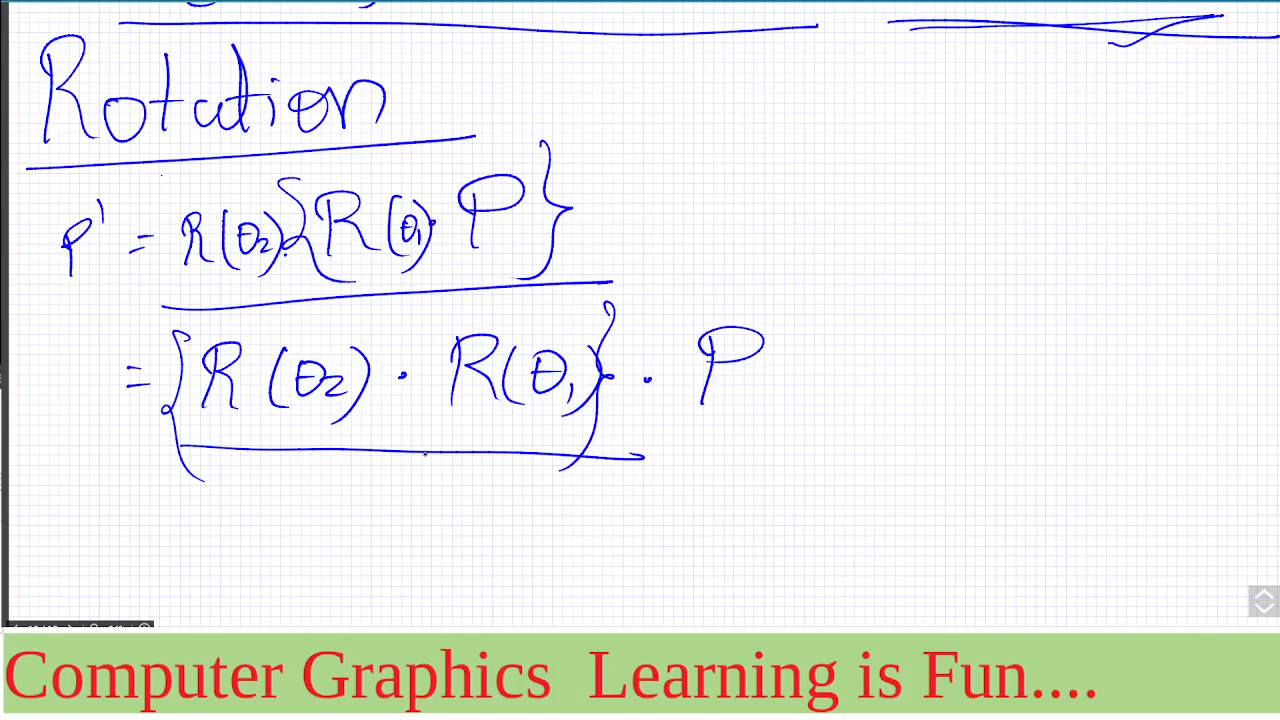 Rotation
P' = R(θ2).{R(θ1)·P}
= {R(θ2) · R(θ1)} · P
Computer Graphics Learning is Fun....